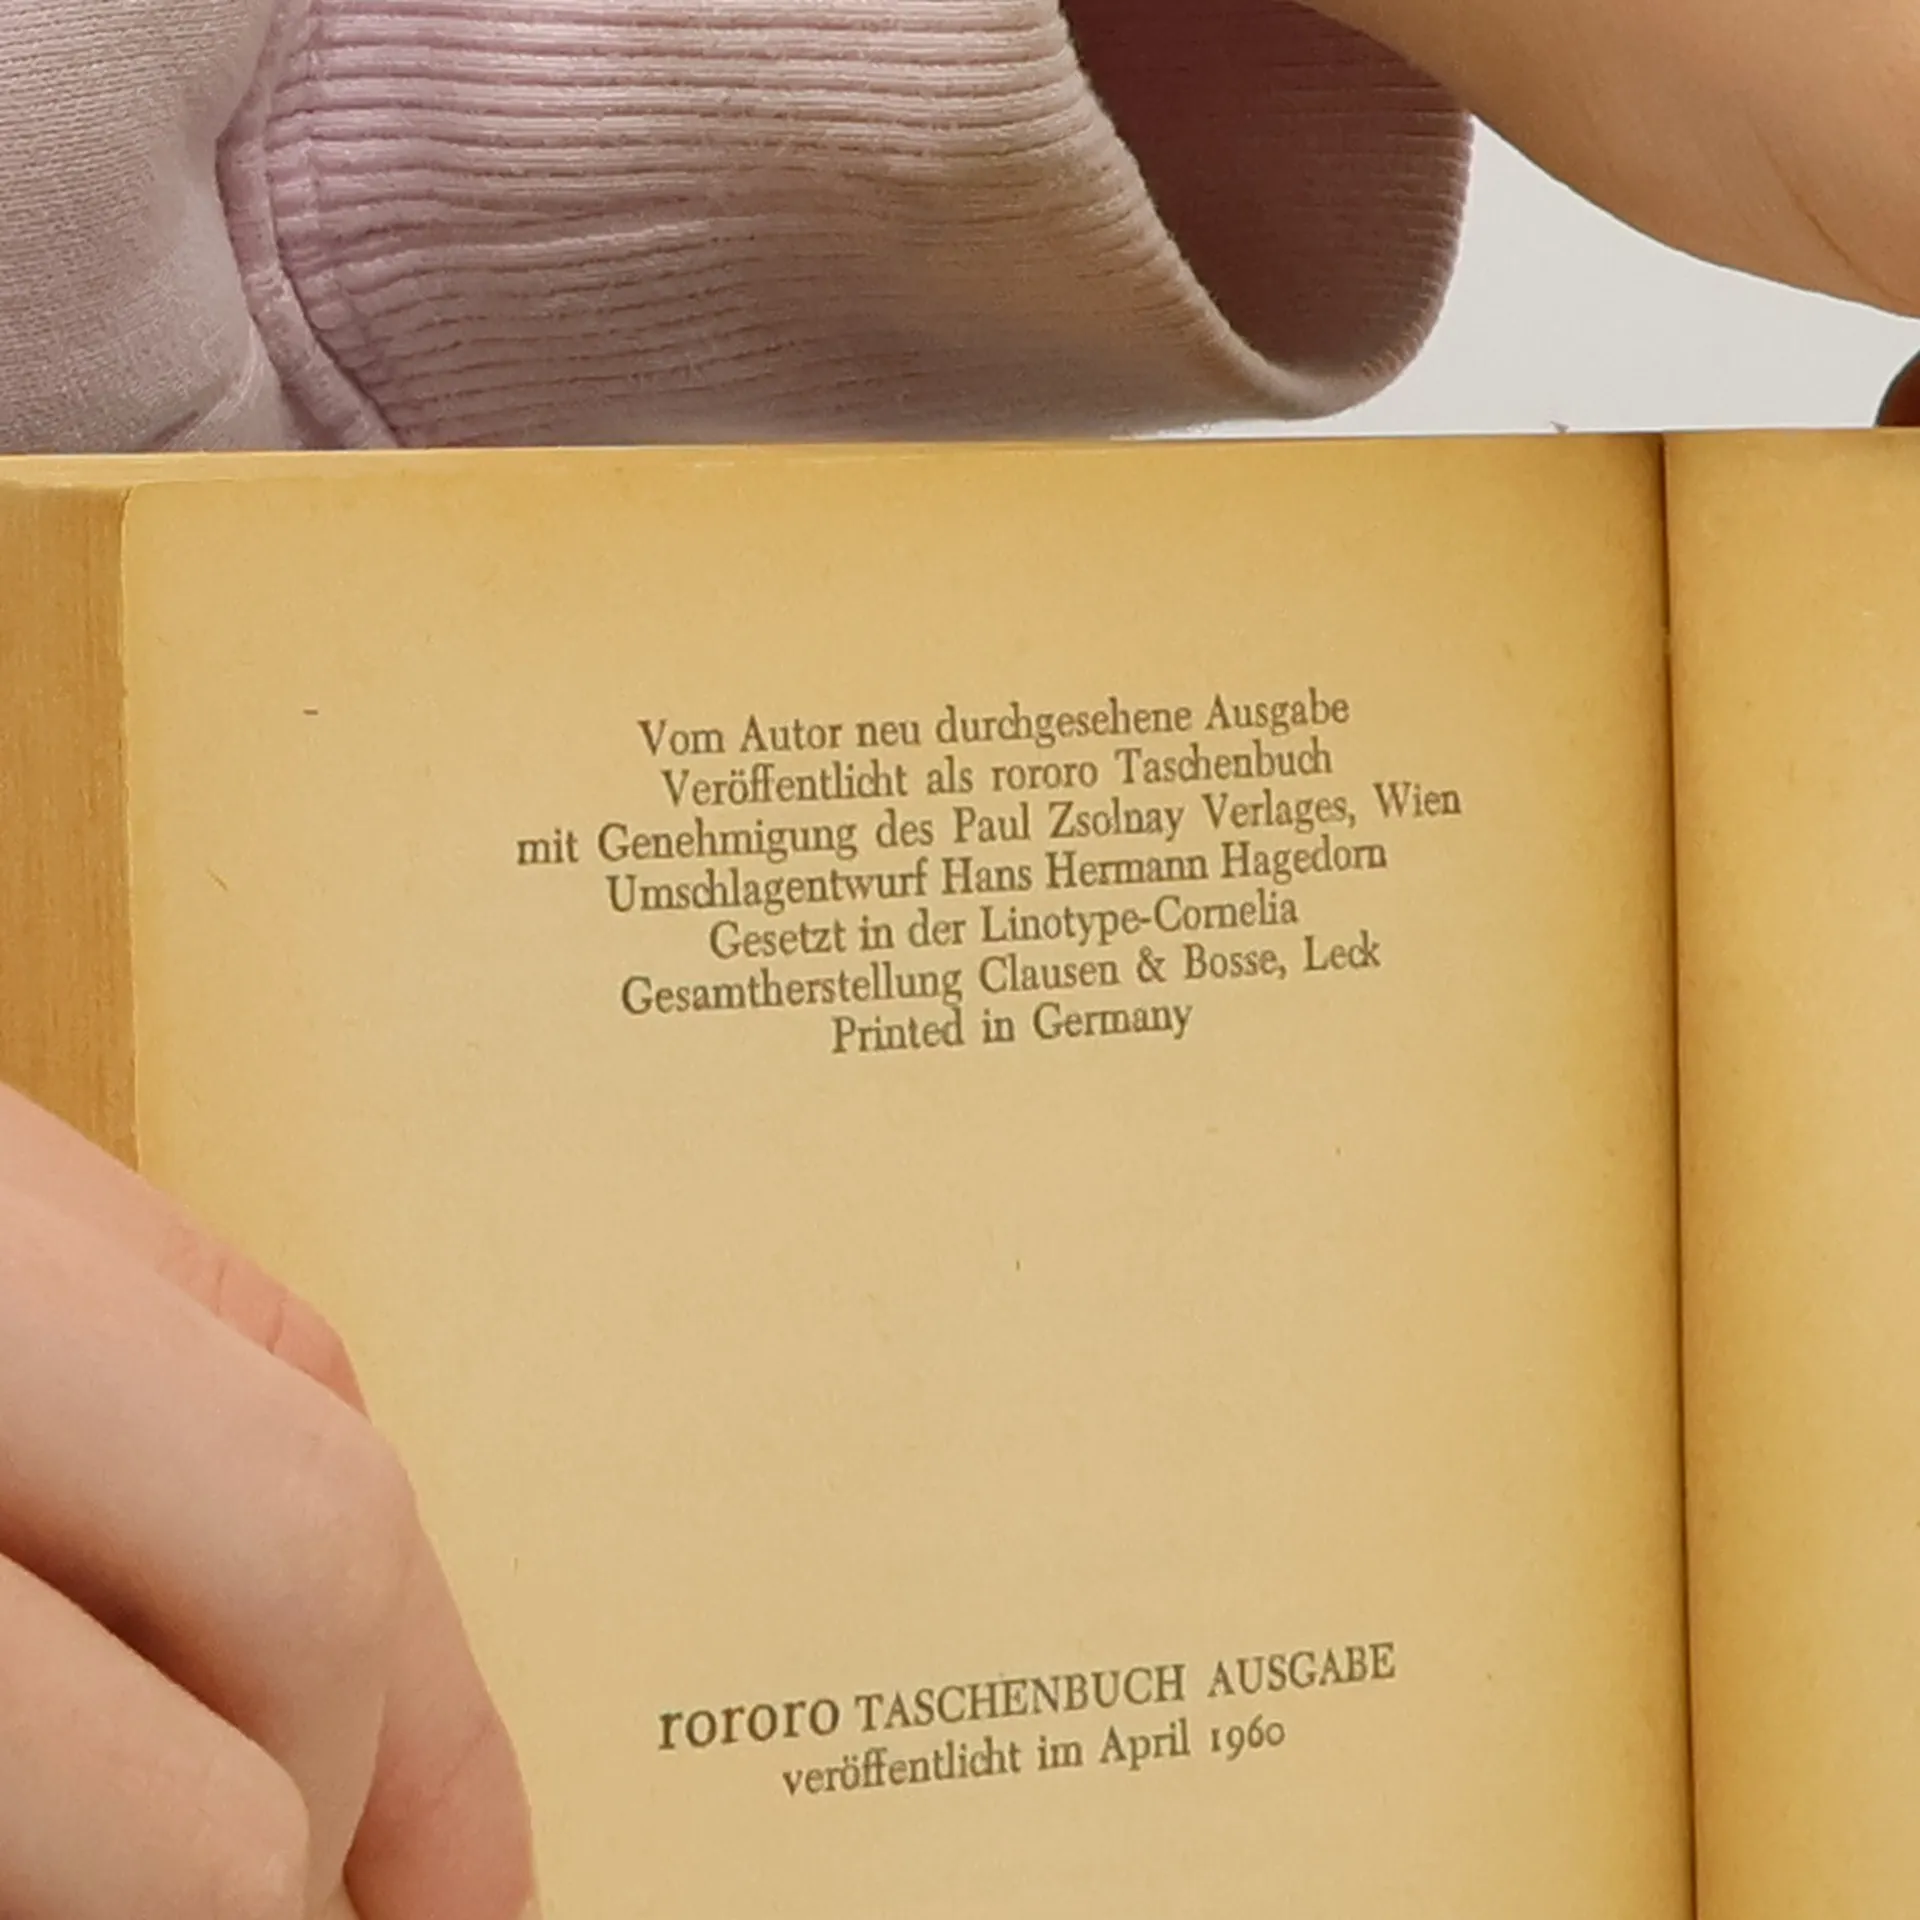 Vom Autor neu durchgesehene Ausgabe
Veröffentlicht als rororo Taschenbuch
mit Genehmigung des Paul Zsolnay Verlages, Wien
Umschlagentwurf Hans Hermann Hagedorn
Gesetzt in der Linotype-Cornelia
Gesamtherstellung Clausen & Bosse, Leck
Printed in Germany
rororo TASCHENBUCH AUSGABE
veröffentlicht im April 1960